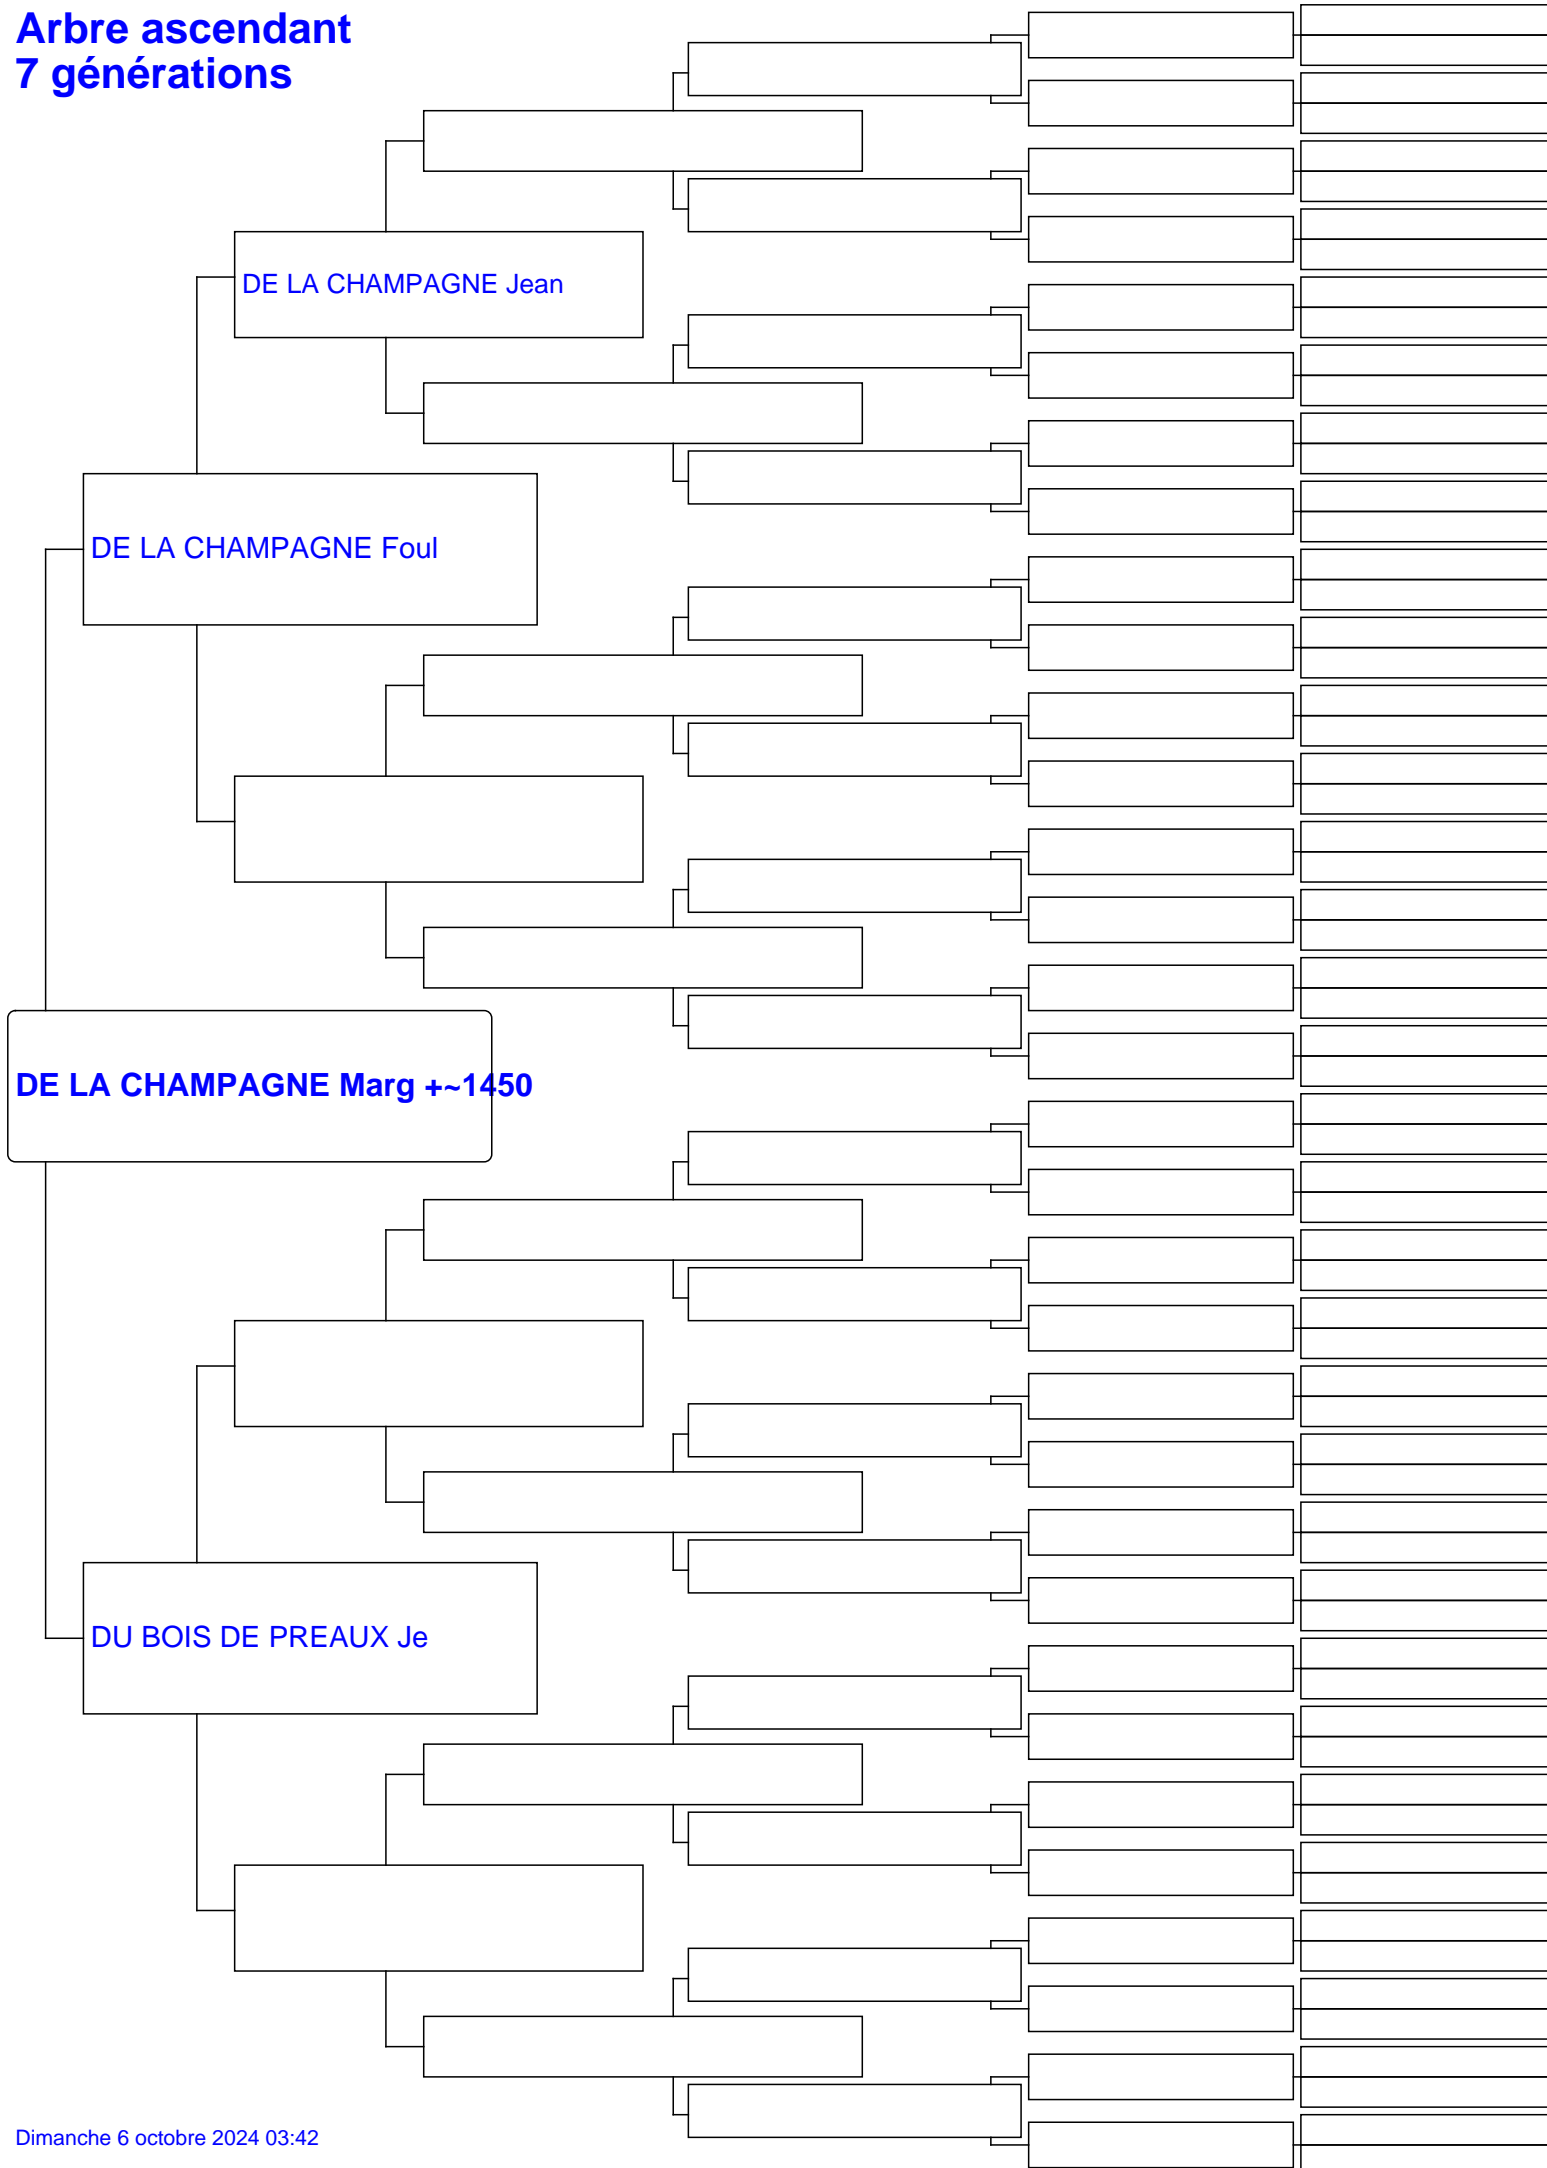 Arbre ascendant
7 générations
DE LA CHAMPAGNE Jean
DE LA CHAMPAGNE Foul
DE LA CHAMPAGNE Marg +~1450
DU BOIS DE PREAUX Je
Dimanche 6 octobre 2024 03:42